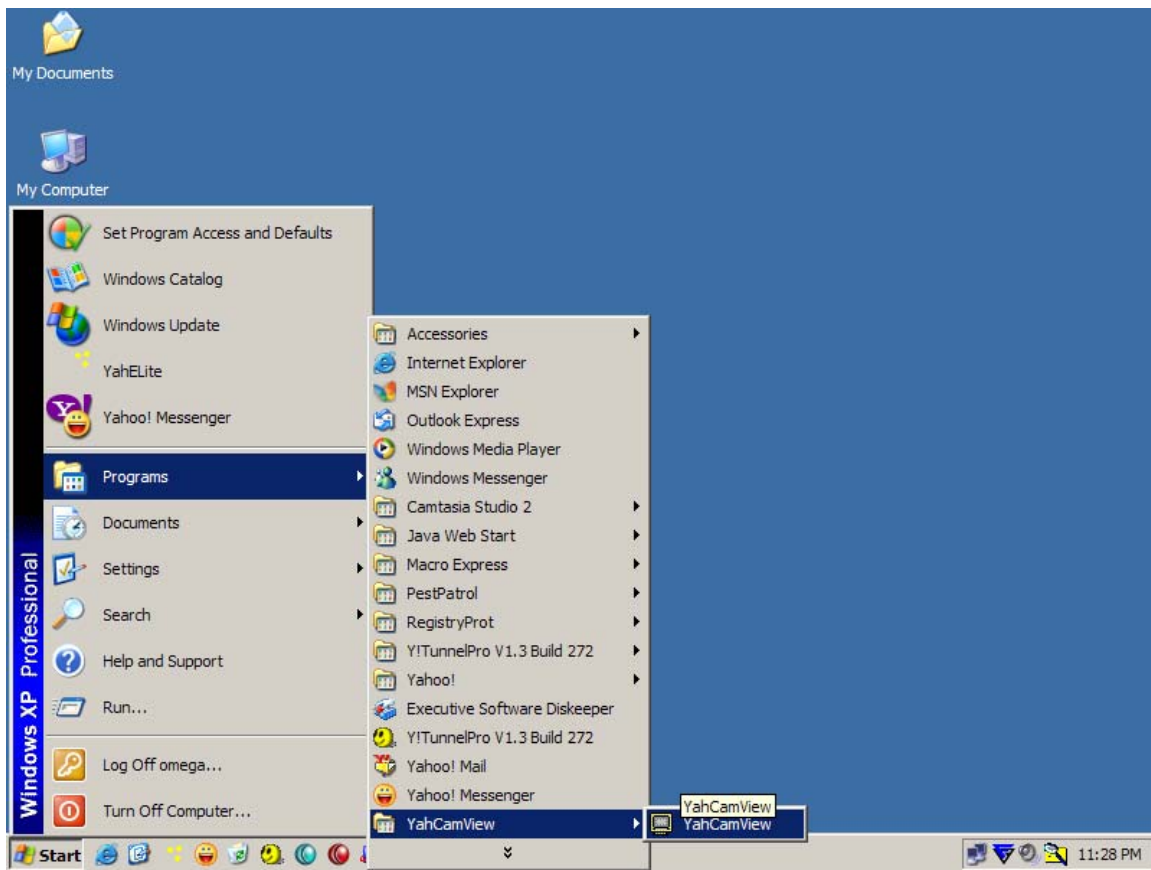 My Documents
My Computer
Set Program Access and Defaults
Windows Catalog
Windows Update
YahELite
Yahoo! Messenger
Programs
Documents
Settings
Search
Help and Support
Run...
Log Off omega...
Turn Off Computer...
Windows XP Professional
Accessories
Internet Explorer
MSN Explorer
Outlook Express
Windows Media Player
Windows Messenger
Camtasia Studio 2
Java Web Start
Macro Express
PestPatrol
RegistryProt
Y!TunnelPro V1.3 Build 272
Yahoo!
Executive Software Diskeeper
Y!TunnelPro V1.3 Build 272
Yahoo! Mail
Yahoo! Messenger
YahCamView
YahCamView
YahCamView
Start
11:28 PM